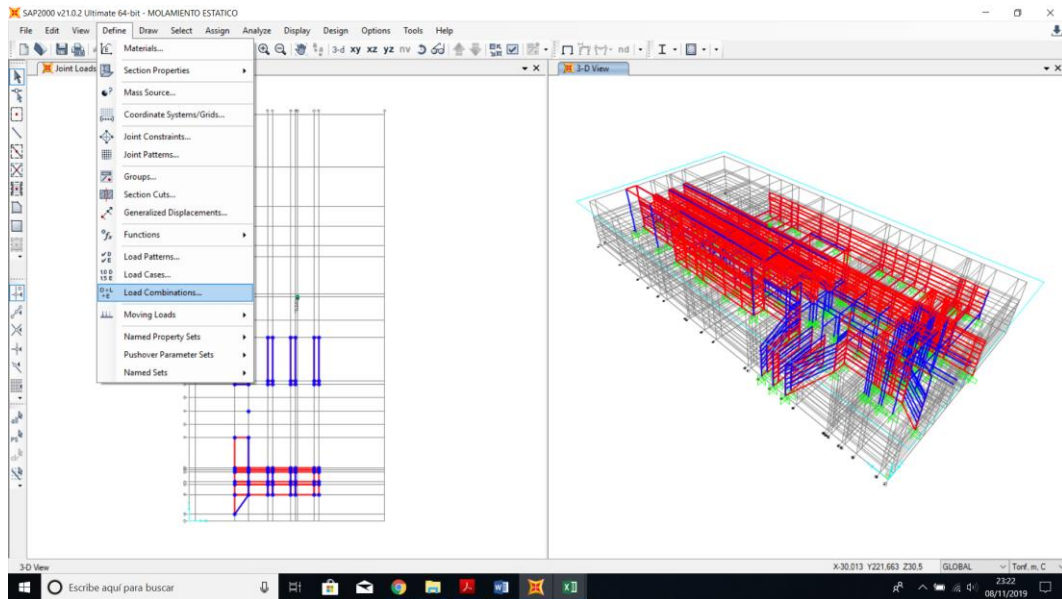 SAP2000 v21.0.2 Ultimate 64-bit - MOLAMIENTO ESTATICO
File Edit View Define Draw Select Assign Analyze Display Design Options Tools Help
3-d xy xz yz nv
nd
Joint Loads
3-D View
Materials...
Section Properties
Mass Source...
Coordinate Systems/Grids...
Joint Constraints...
Joint Patterns...
Groups...
Section Cuts...
Generalized Displacements...
Functions
Load Patterns...
Load Cases...
Load Combinations...
Moving Loads
Named Property Sets
Pushover Parameter Sets
Named Sets
3-D View
X-30,013 Y221,663 Z30,5 GLOBAL Tonf, m, C
Escribe aquí para buscar
23:22
08/11/2019